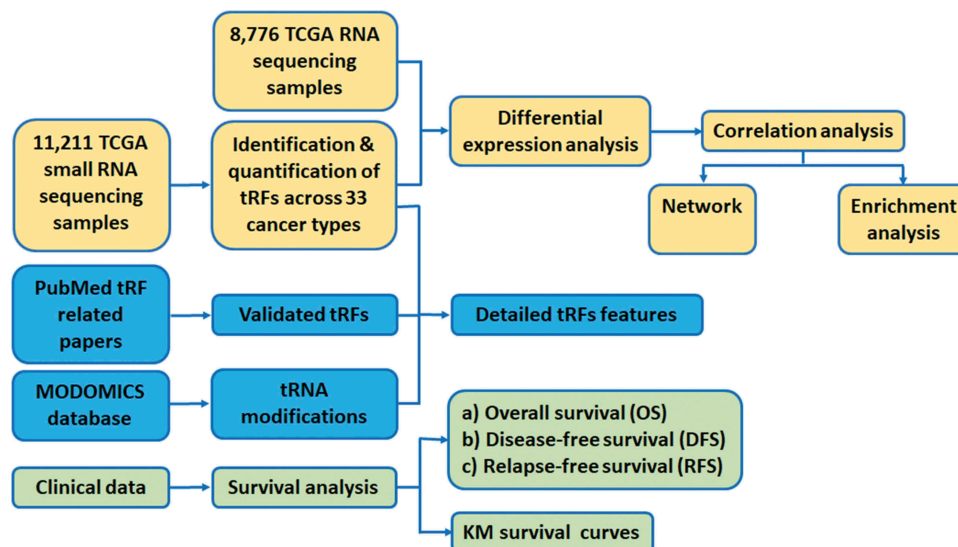 8,776 TCGA RNA
sequencing
samples
11,211 TCGA
small RNA
sequencing
samples
Identification &
quantification of
tRFs across 33
cancer types
Differential
expression analysis
Correlation analysis
Network
Enrichment
analysis
PubMed tRF
related
papers
Validated tRFs
Detailed tRFs features
MODOMICS
database
tRNA
modifications
Clinical data
Survival analysis
a) Overall survival (OS)
b) Disease-free survival (DFS)
c) Relapse-free survival (RFS)
KM survival curves